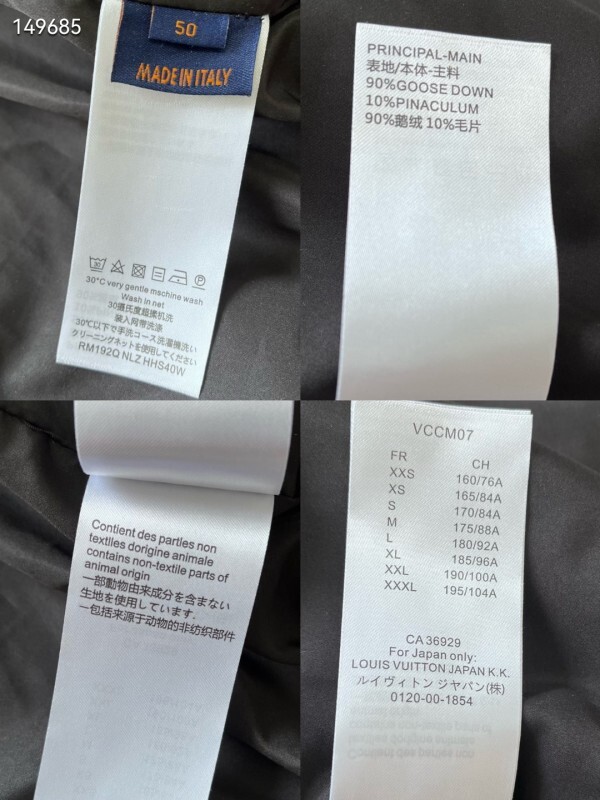 149685
50
MADE IN ITALY
30°C very gentle machine wash
Wash in net
30摄氏度超揉机洗
装入网带洗涤
30℃以下で手洗コース洗濯機洗い
クリーニングネットを使用してください
RM192Q NLZ HHS40W
PRINCIPAL-MAIN
表地/本体-主料
90%GOOSE DOWN
10%PINACULUM
90%鹅绒 10%毛片
Contient des partles non
textlles dorigine animale
contains non-textile parts of
animal origin
一部動物由来成分を含まない
生地を使用しています.
一包括来源于动物的非纺织部件
VCCM07
FR CH
XXS 160/76A
XS 165/84A
S 170/84A
M 175/88A
L 180/92A
XL 185/96A
XXL 190/100A
XXXL 195/104A
CA 36929
For Japan only:
LOUIS VUITTON JAPAN K.K.
ルイヴィトン ジャパン(株)
0120-00-1854